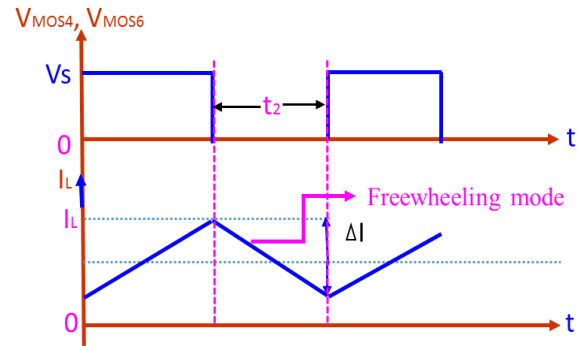 VMOS4, VMOS6
Vs
t2
0
t
IL
IL
Freewheeling mode
ΔI
0
t